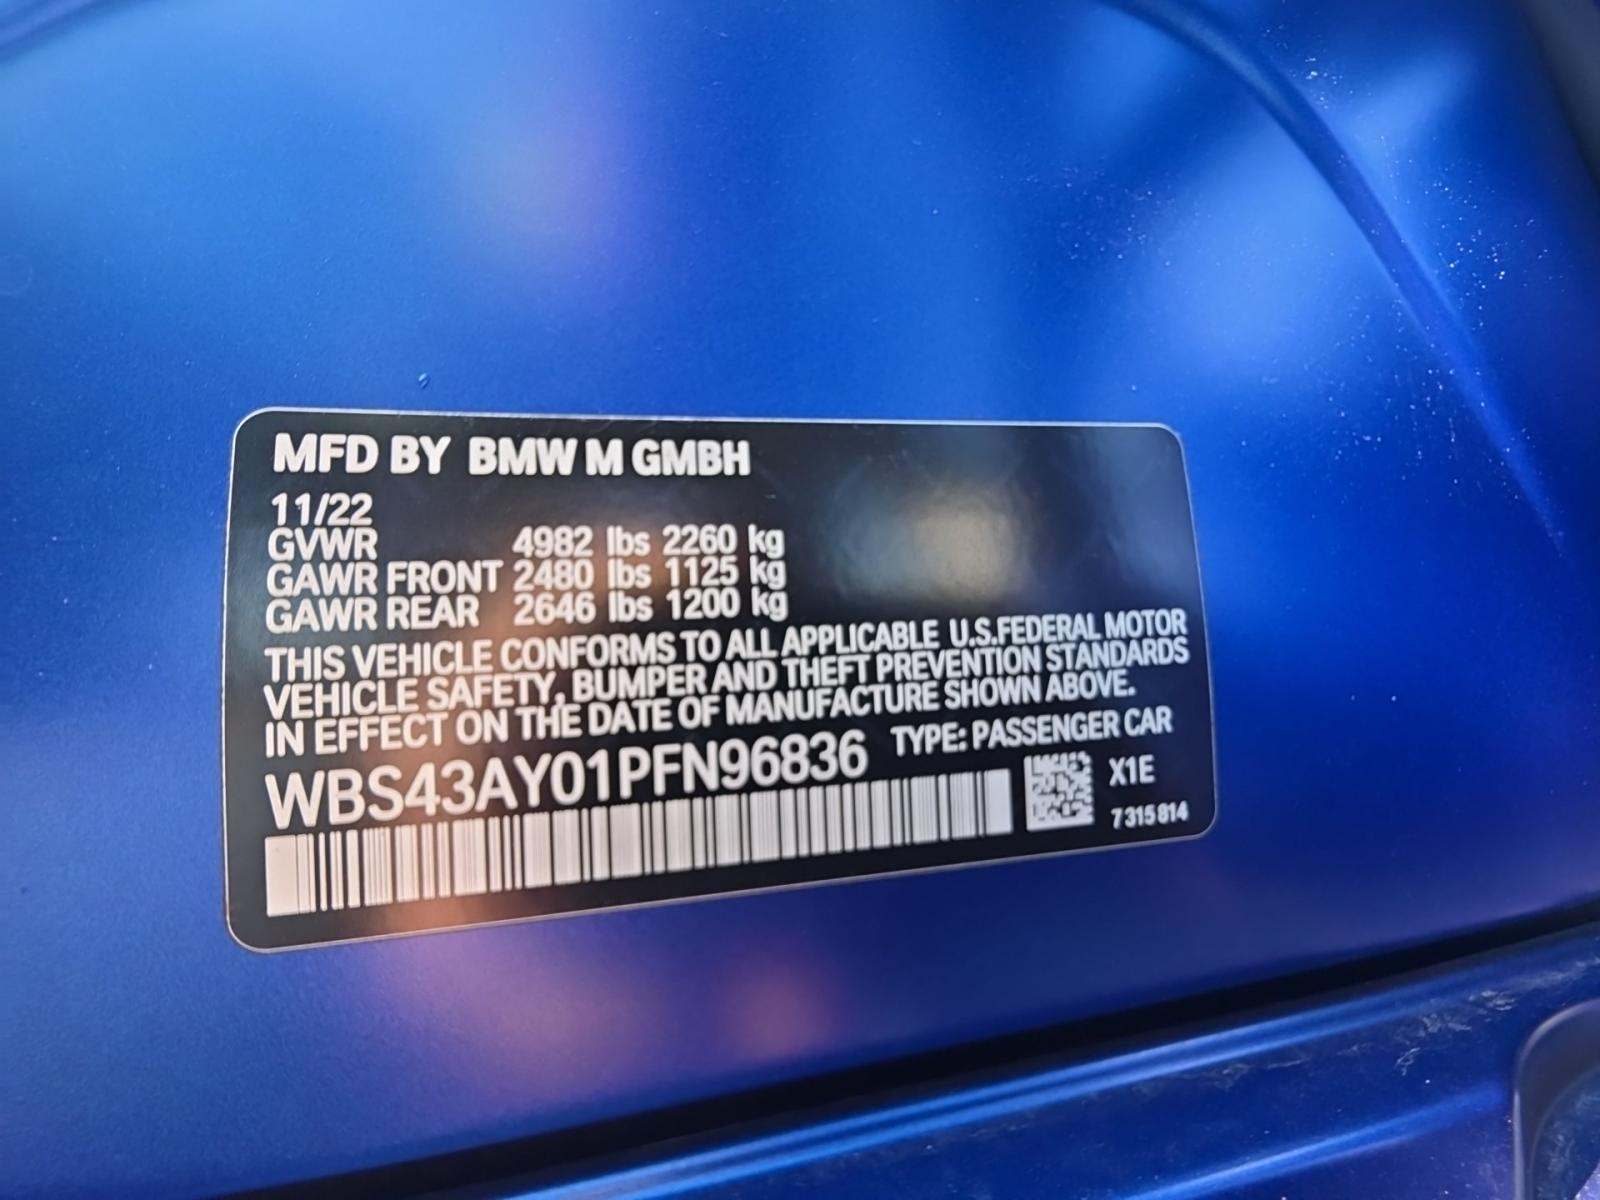 MFD BY BMW M GMBH
11/22
GVWR 4982 lbs 2260 kg
GAWR FRONT 2480 lbs 1125 kg
GAWR REAR 2646 lbs 1200 kg
THIS VEHICLE CONFORMS TO ALL APPLICABLE U.S.FEDERAL MOTOR
VEHICLE SAFETY, BUMPER AND THEFT PREVENTION STANDARDS
IN EFFECT ON THE DATE OF MANUFACTURE SHOWN ABOVE.
WBS43AY01PFN96836 TYPE: PASSENGER CAR
X1E
7 315 814